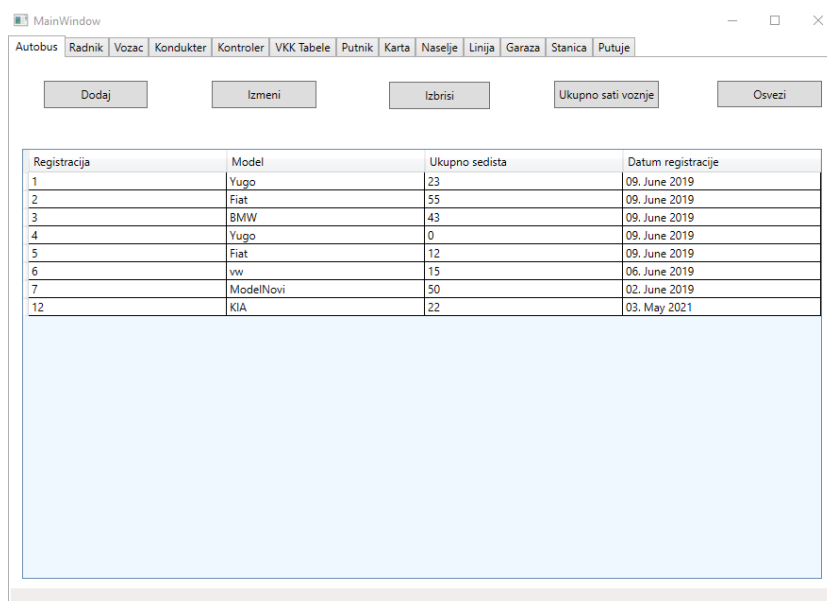 MainWindow
Autobus Radnik Vozac Kondukter Kontroler VKK Tabele Putnik Karta Naselje Linija Garaza Stanica Putuje
Dodaj Izmeni Izbrisi Ukupno sati voznje Osvezi
Registracija Model Ukupno sedista Datum registracije
1 Yugo 23 09. June 2019
2 Fiat 55 09. June 2019
3 BMW 43 09. June 2019
4 Yugo 0 09. June 2019
5 Fiat 12 09. June 2019
6 vw 15 06. June 2019
7 ModelNovi 50 02. June 2019
12 KIA 22 03. May 2021